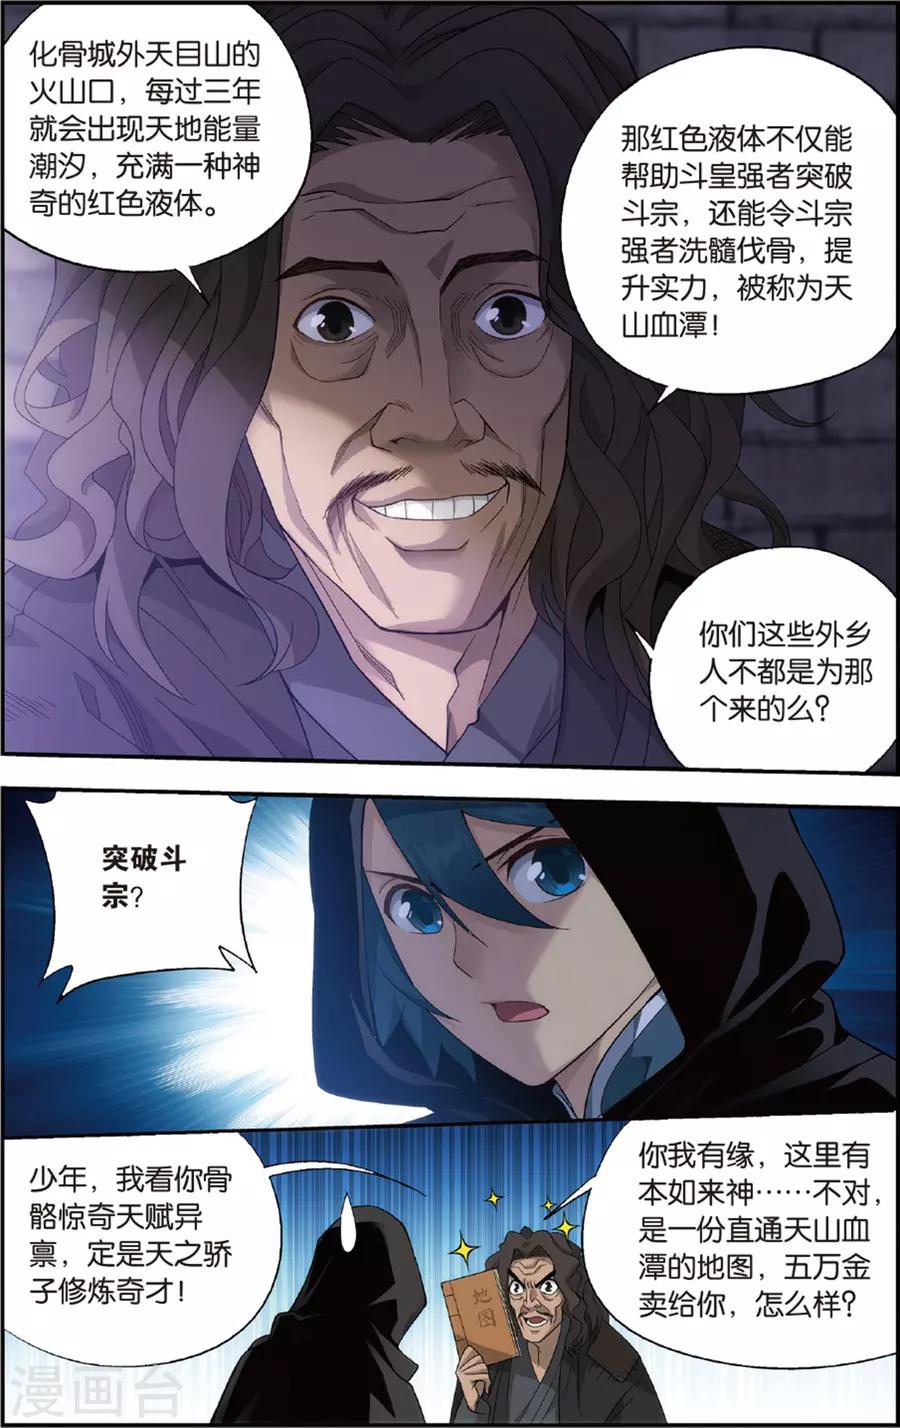 化骨城外天目山的
火山口，每过三年
就会出现天地能量
潮汐，充满一种神
奇的红色液体。
那红色液体不仅能
帮助斗皇强者突破
斗宗，还能令斗宗
强者洗髓伐骨，提
升实力，被称为天
山血潭！
你们这些外乡
人不都是为那
个来的么？
突破斗
宗？
少年，我看你骨
骼惊奇天赋异
禀，定是天之骄
子修炼奇才！
你我有缘，这里有
本如来神……不对，
是一份直通天山血
潭的地图，五万金
卖给你，怎么样？
地图
漫画台